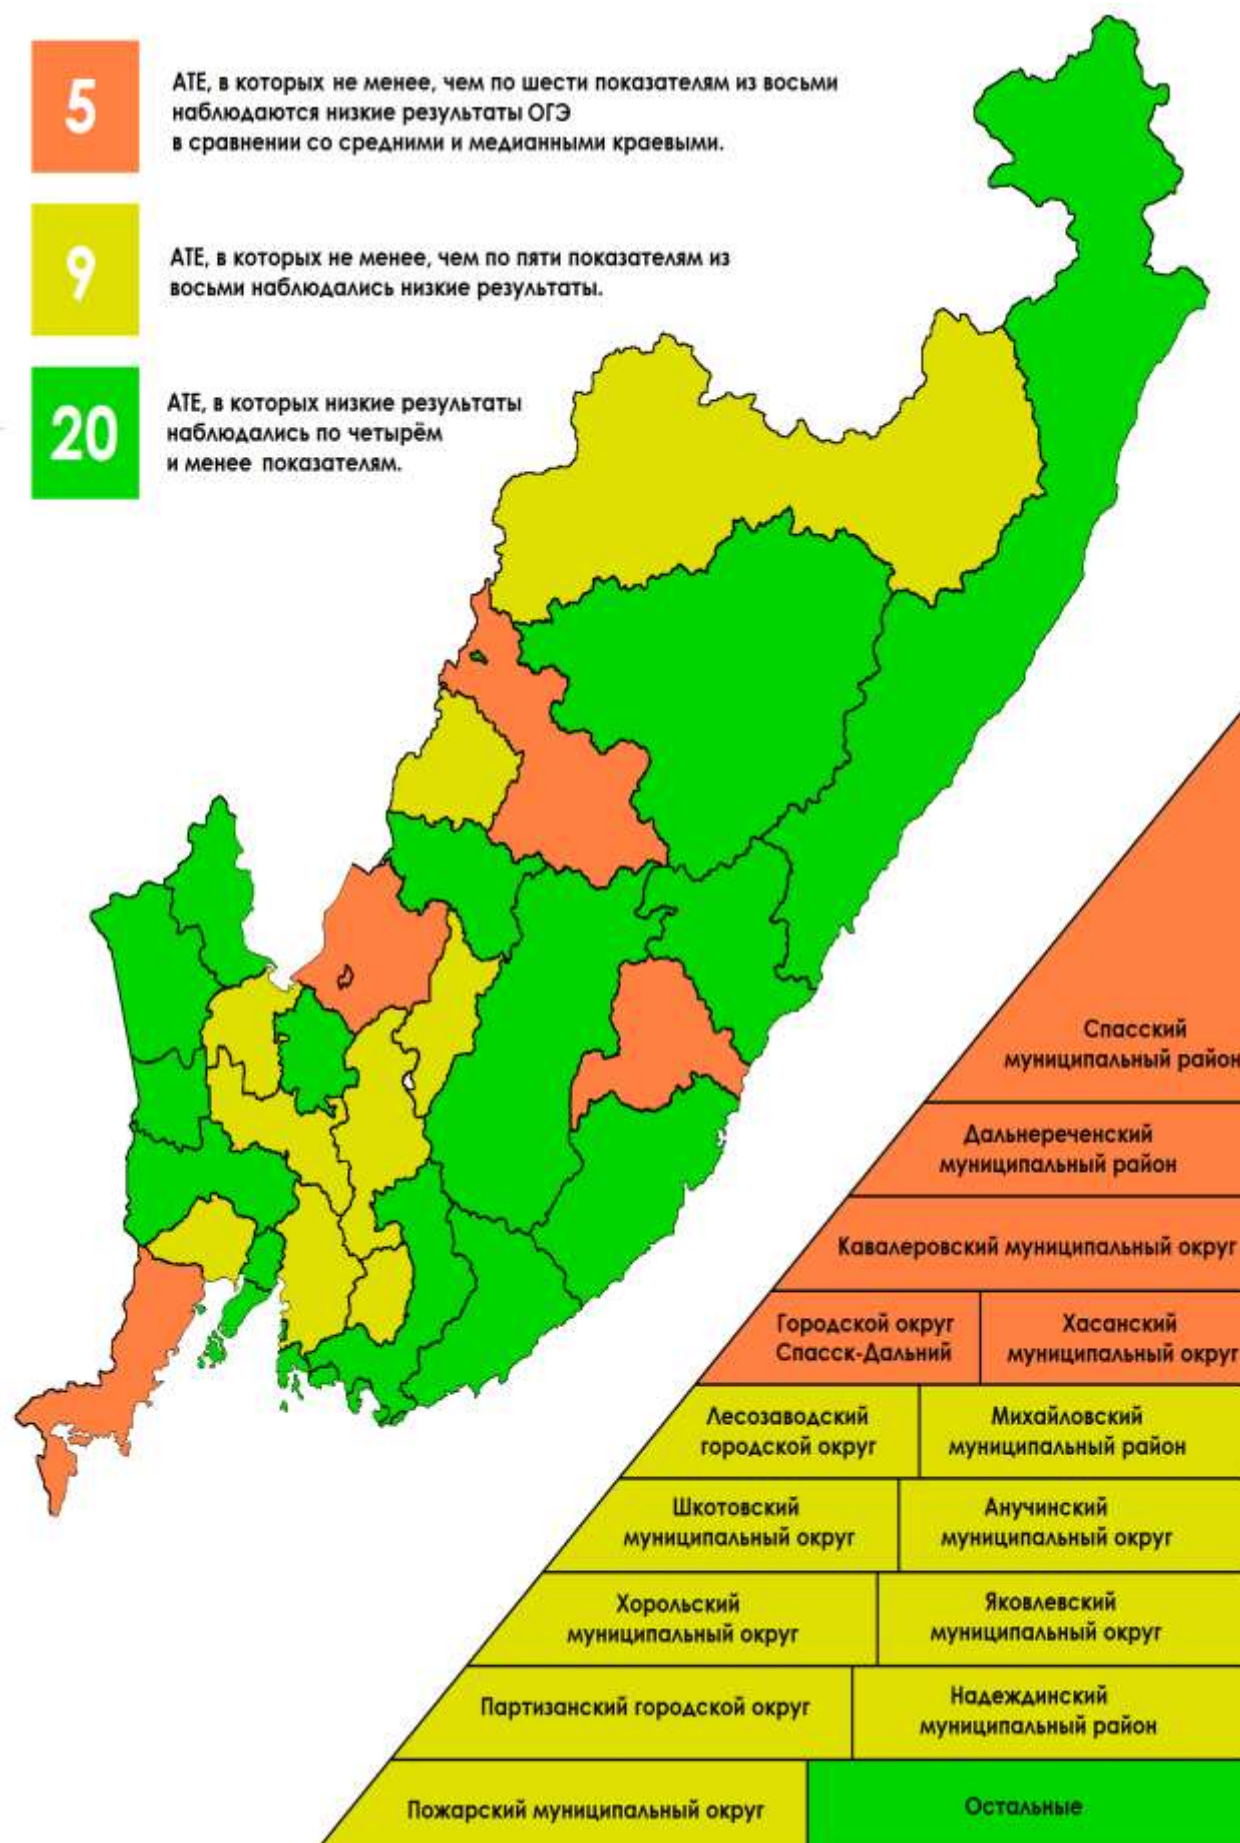 5
АТЕ, в которых не менее, чем по шести показателям из восьми
наблюдаются низкие результаты ОГЭ
в сравнении со средними и медианными краевыми.
9
АТЕ, в которых не менее, чем по пяти показателям из
восьми наблюдались низкие результаты.
20
АТЕ, в которых низкие результаты
наблюдались по четырём
и менее показателям.
Спасский
муниципальный район
Дальнереченский
муниципальный район
Кавалеровский муниципальный округ
Городской округ
Спасск-Дальний
Хасанский
муниципальный округ
Лесозаводский
городской округ
Михайловский
муниципальный район
Шкотовский
муниципальный округ
Анучинский
муниципальный округ
Хорольский
муниципальный округ
Яковлевский
муниципальный округ
Партизанский городской округ
Надеждинский
муниципальный район
Пожарский муниципальный округ
Остальные